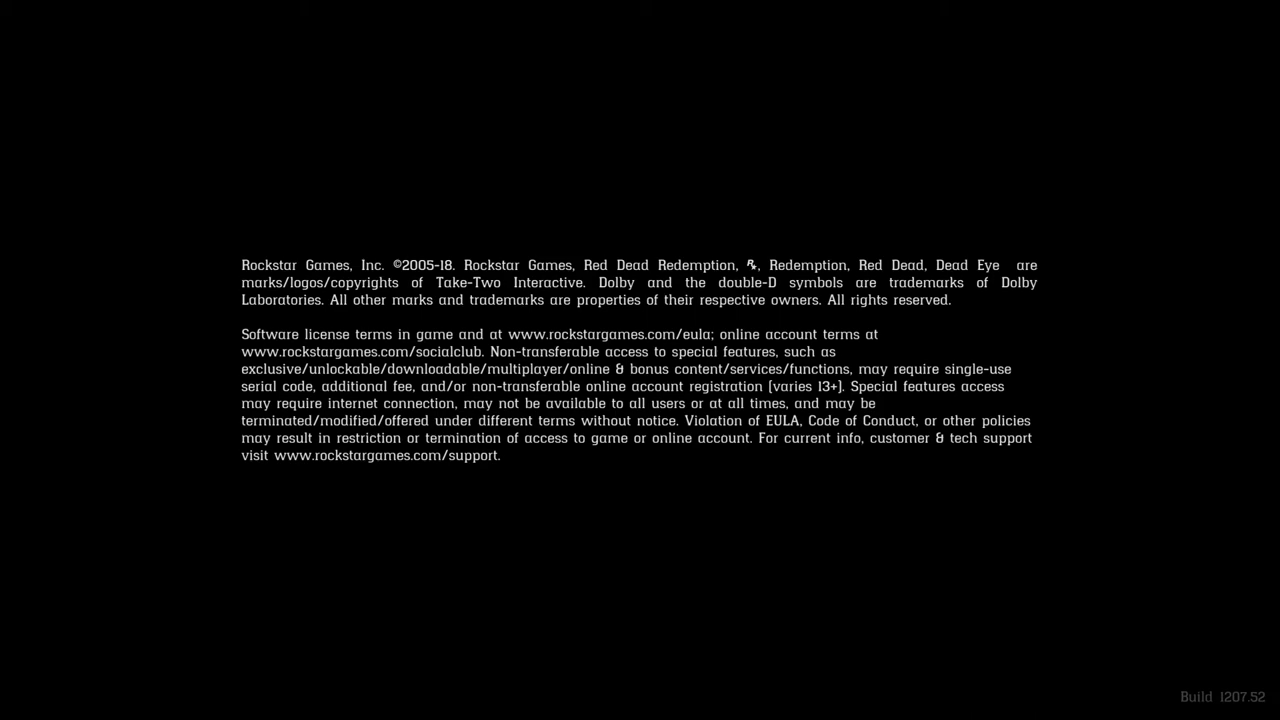 Rockstar Games, Inc. ©2005-18. Rockstar Games, Red Dead Redemption, , Redemption, Red Dead, Dead Eye are
marks/logos/copyrights of Take-Two Interactive. Dolby and the double-D symbols are trademarks of Dolby
Laboratories. All other marks and trademarks are properties of their respective owners. All rights reserved.
Software license terms in game and at www.rockstargames.com/eula; online account terms at
www.rockstargames.com/socialclub. Non-transferable access to special features, such as
exclusive/unlockable/downloadable/multiplayer/online & bonus content/services/functions, may require single-use
serial code, additional fee, and/or non-transferable online account registration (varies 13+). Special features access
may require internet connection, may not be available to all users or at all times, and may be
terminated/modified/offered under different terms without notice. Violation of EULA, Code of Conduct, or other policies
may result in restriction or termination of access to game or online account. For current info, customer & tech support
visit www.rockstargames.com/support.
Build 1207.52